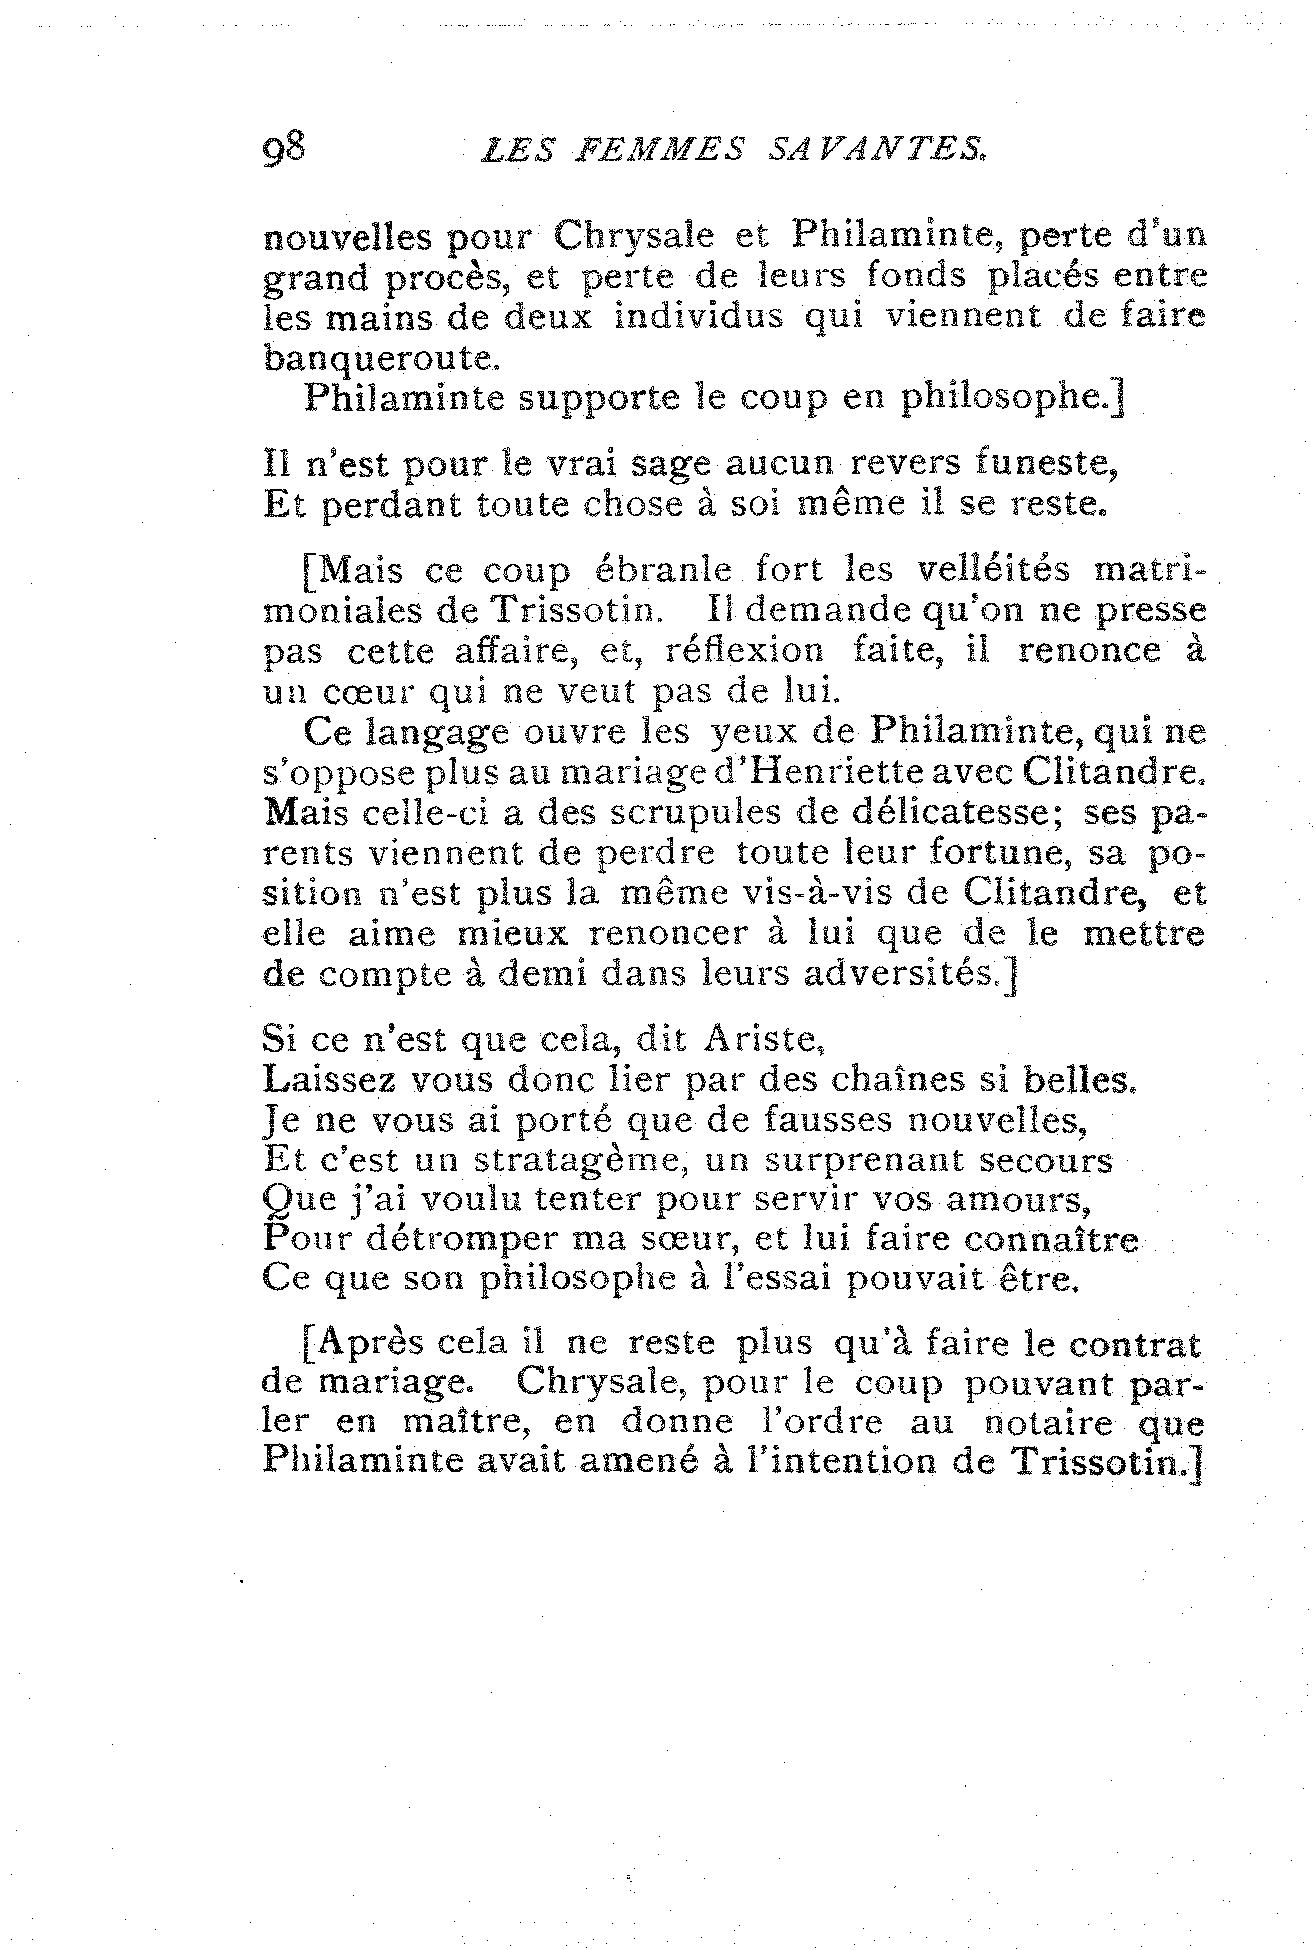 98 LES FEMMES SAVANTES.
nouvelles pour Chrysale et Philaminte, perte d'un
grand procès, et perte de leurs fonds placés entre
les mains de deux individus qui viennent de faire
banqueroute.
Philaminte supporte le coup en philosophe.]
Il n'est pour le vrai sage aucun revers funeste,
Et perdant toute chose à soi même il se reste.
[Mais ce coup ébranle fort les velléités matri-
moniales de Trissotin. Il demande qu'on ne presse
pas cette affaire, et, réflexion faite, il renonce à
un cœur qui ne veut pas de lui.
Ce langage ouvre les yeux de Philaminte, qui ne
s'oppose plus au mariage d'Henriette avec Clitandre.
Mais celle-ci a des scrupules de délicatesse; ses pa-
rents viennent de perdre toute leur fortune, sa po-
sition n'est plus la même vis-à-vis de Clitandre, et
elle aime mieux renoncer à lui que de le mettre
de compte à demi dans leurs adversités.]
Si ce n'est que cela, dit Ariste,
Laissez vous donc lier par des chaînes si belles.
Je ne vous ai porté que de fausses nouvelles,
Et c'est un stratagème, un surprenant secours
Que j'ai voulu tenter pour servir vos amours,
Pour détromper ma sœur, et lui faire connaître
Ce que son philosophe à l'essai pouvait être.
[Après cela il ne reste plus qu'à faire le contrat
de mariage. Chrysale, pour le coup pouvant par-
ler en maître, en donne l'ordre au notaire que
Philaminte avait amené à l'intention de Trissotin.]